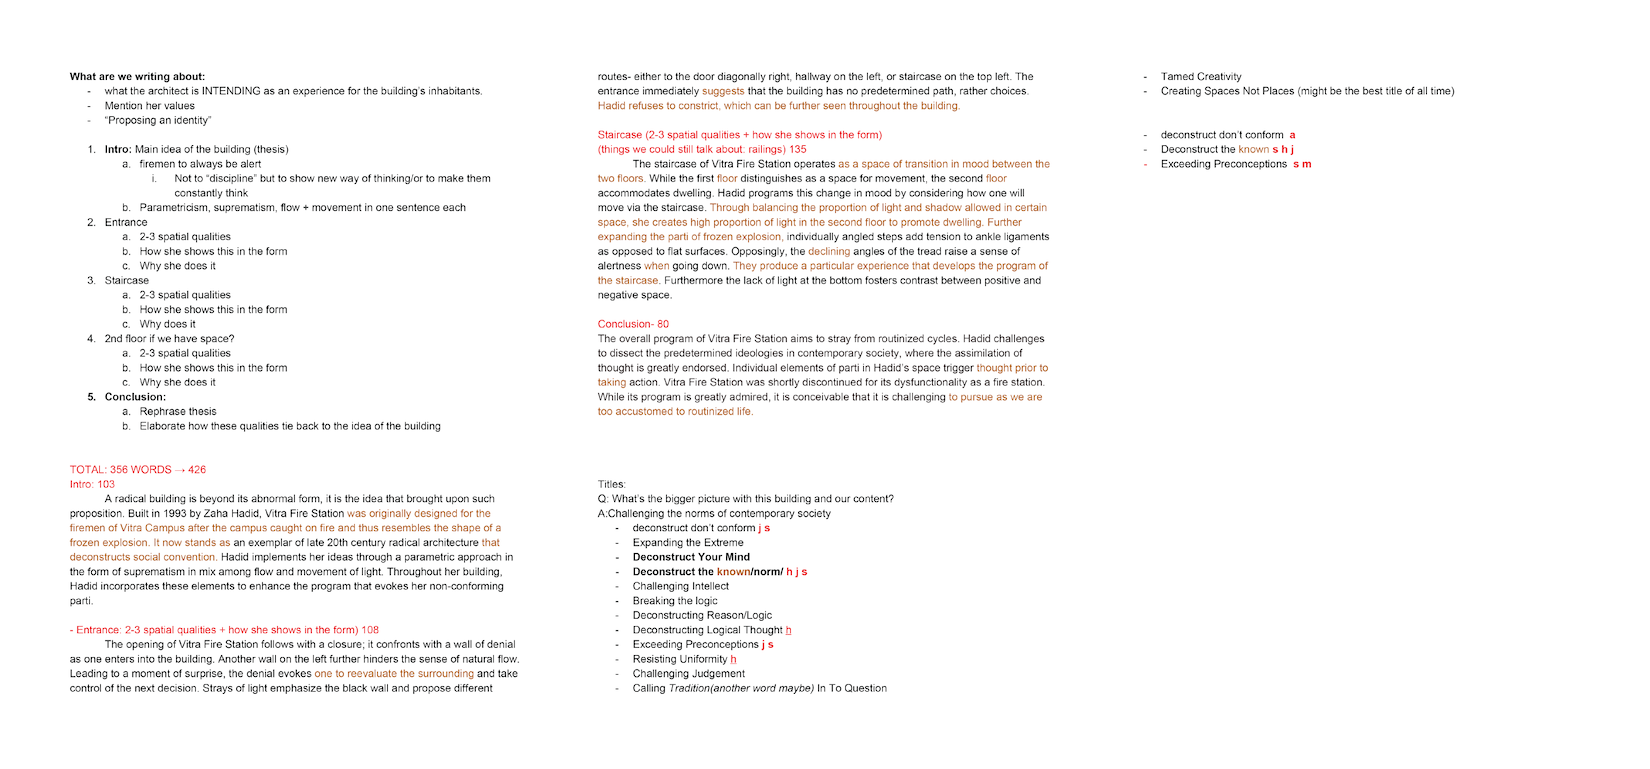 What are we writing about:
- what the architect is INTENDING as an experience for the building's inhabitants.
- Mention her values
- "Proposing an identity"
1. Intro: Main idea of the building (thesis)
a. firemen to always be alert
i. Not to "discipline" but to show new way of thinking/or to make them
constantly think
b. Parametricism, suprematism, flow + movement in one sentence each
2. Entrance
a. 2-3 spatial qualities
b. How she shows this in the form
c. Why she does it
3. Staircase
a. 2-3 spatial qualities
b. How she shows this in the form
c. Why does it
4. 2nd floor if we have space?
a. 2-3 spatial qualities
b. How she shows this in the form
c. Why she does it
5. Conclusion:
a. Rephrase thesis
b. Elaborate how these qualities tie back to the idea of the building
TOTAL: 356 WORDS → 426
Intro: 103
A radical building is beyond its abnormal form, it is the idea that brought upon such
proposition. Built in 1993 by Zaha Hadid, Vitra Fire Station was originally designed for the
firemen of Vitra Campus after the campus caught on fire and thus resembles the shape of a
frozen explosion. It now stands as an exemplar of late 20th century radical architecture that
deconstructs social convention. Hadid implements her ideas through a parametric approach in
the form of suprematism in mix among flow and movement of light. Throughout her building,
Hadid incorporates these elements to enhance the program that evokes her non-conforming
parti.
- Entrance: 2-3 spatial qualities + how she shows in the form) 108
The opening of Vitra Fire Station follows with a closure; it confronts with a wall of denial
as one enters into the building. Another wall on the left further hinders the sense of natural flow.
Leading to a moment of surprise, the denial evokes one to reevaluate the surrounding and take
control of the next decision. Strays of light emphasize the black wall and propose different
routes- either to the door diagonally right, hallway on the left, or staircase on the top left. The
entrance immediately suggests that the building has no predetermined path, rather choices.
Hadid refuses to constrict, which can be further seen throughout the building.
Staircase (2-3 spatial qualities + how she shows in the form)
(things we could still talk about: railings) 135
The staircase of Vitra Fire Station operates as a space of transition in mood between the
two floors. While the first floor distinguishes as a space for movement, the second floor
accommodates dwelling. Hadid programs this change in mood by considering how one will
move via the staircase. Through balancing the proportion of light and shadow allowed in certain
space, she creates high proportion of light in the second floor to promote dwelling. Further
expanding the parti of frozen explosion, individually angled steps add tension to ankle ligaments
as opposed to flat surfaces. Opposingly, the declining angles of the tread raise a sense of
alertness when going down. They produce a particular experience that develops the program of
the staircase. Furthermore the lack of light at the bottom fosters contrast between positive and
negative space.
Conclusion- 80
The overall program of Vitra Fire Station aims to stray from routinized cycles. Hadid challenges
to dissect the predetermined ideologies in contemporary society, where the assimilation of
thought is greatly endorsed. Individual elements of parti in Hadid's space trigger thought prior to
taking action. Vitra Fire Station was shortly discontinued for its dysfunctionality as a fire station.
While its program is greatly admired, it is conceivable that it is challenging to pursue as we are
too accustomed to routinized life.
Titles:
Q: What's the bigger picture with this building and our content?
A:Challenging the norms of contemporary society
- deconstruct don't conform j s
- Expanding the Extreme
- Deconstruct Your Mind
- Deconstruct the known/norm/ h j s
- Challenging Intellect
- Breaking the logic
- Deconstructing Reason/Logic
- Deconstructing Logical Thought h
- Exceeding Preconceptions j s
- Resisting Uniformity h
- Challenging Judgement
- Calling Tradition(another word maybe) In To Question
- Tamed Creativity
- Creating Spaces Not Places (might be the best title of all time)
- deconstruct don't conform a
- Deconstruct the known s h j
- Exceeding Preconceptions s m